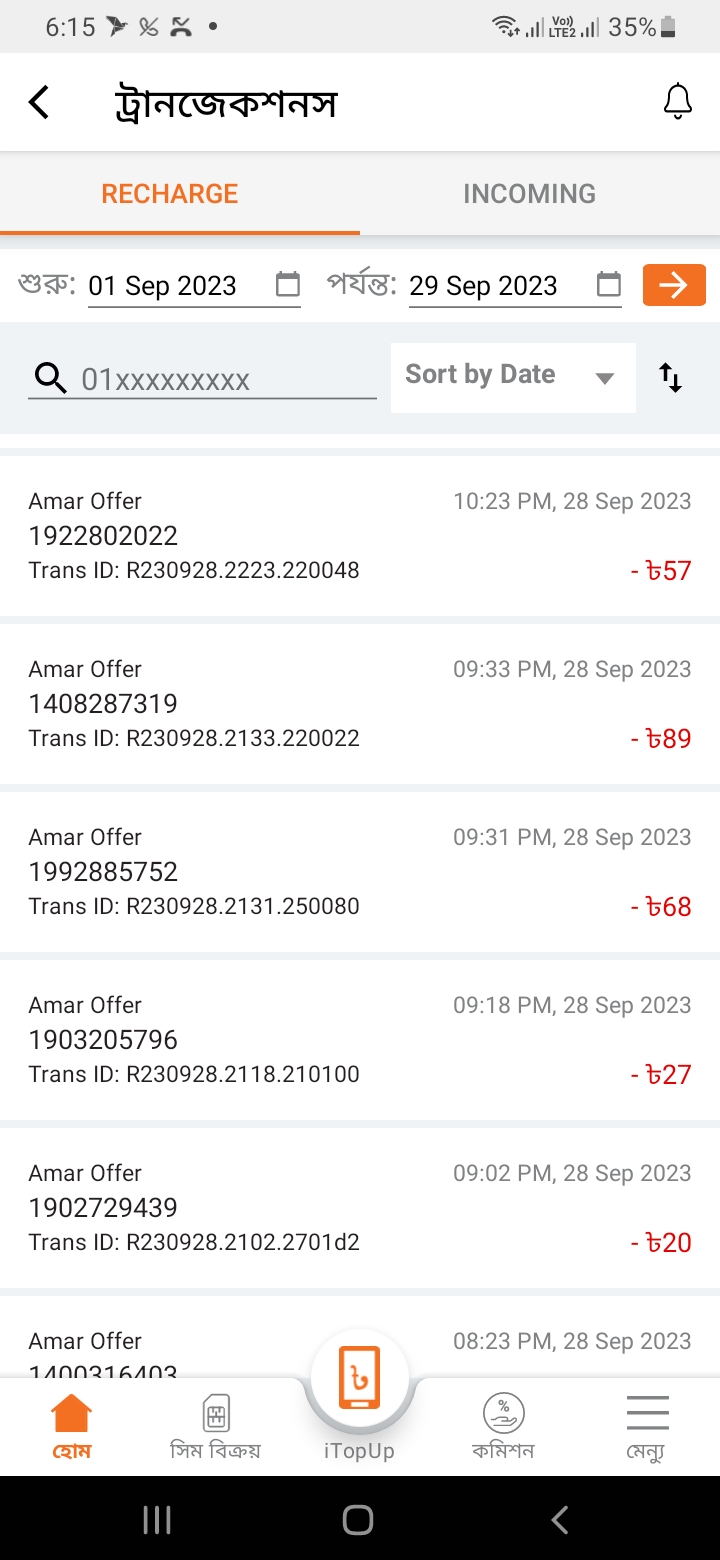 6:15 Vo)) LTE2 35%
ট্রানজেকশনস
RECHARGE INCOMING
শুরু: 01 Sep 2023 পর্যন্ত: 29 Sep 2023
01xxxxxxxxx Sort by Date
Amar Offer 10:23 PM, 28 Sep 2023
1922802022
Trans ID: R230928.2223.220048 - ৳57
Amar Offer 09:33 PM, 28 Sep 2023
1408287319
Trans ID: R230928.2133.220022 - ৳89
Amar Offer 09:31 PM, 28 Sep 2023
1992885752
Trans ID: R230928.2131.250080 - ৳68
Amar Offer 09:18 PM, 28 Sep 2023
1903205796
Trans ID: R230928.2118.210100 - ৳27
Amar Offer 09:02 PM, 28 Sep 2023
1902729439
Trans ID: R230928.2102.2701d2 - ৳20
Amar Offer 08:23 PM, 28 Sep 2023
1400316403
৳
%
হোম সিম বিক্রয় iTopUp কমিশন মেন্যু